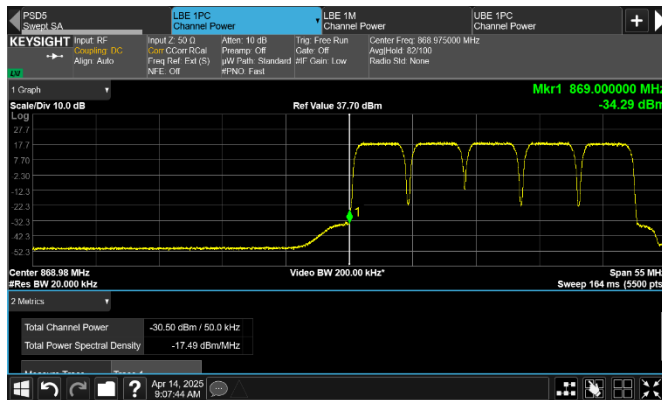 PSD5
Swept SA
LBE 1PC
Channel Power
LBE 1M
Channel Power
UBE 1PC
Channel Power
KEYSIGHT
Input: RF
Coupling: DC
Align: Auto
Input Z: 50 Ω
Corr CCorr RCal
Freq Ref: Ext (S)
NFE: Off
Atten: 10 dB
Preamp: Off
µW Path: Standard
#PNO: Fast
Trig: Free Run
Gate: Off
#IF Gain: Low
Center Freq: 868.975000 MHz
Avg|Hold: 82/100
Radio Std: None
1 Graph
Scale/Div 10.0 dB
Ref Value 37.70 dBm
Mkr1 869.000000 MHz
-34.29 dBm
Log
27.7
17.7
7.70
-2.30
-12.3
-22.3
-32.3
-42.3
-52.3
1
Center 868.98 MHz
#Res BW 20.000 kHz
Video BW 200.00 kHz*
Span 55 MH
Sweep 164 ms (5500 pts
2 Metrics
Total Channel Power
-30.50 dBm / 50.0 kHz
Total Power Spectral Density
-17.49 dBm/MHz
?
Apr 14, 2025
9:07:44 AM